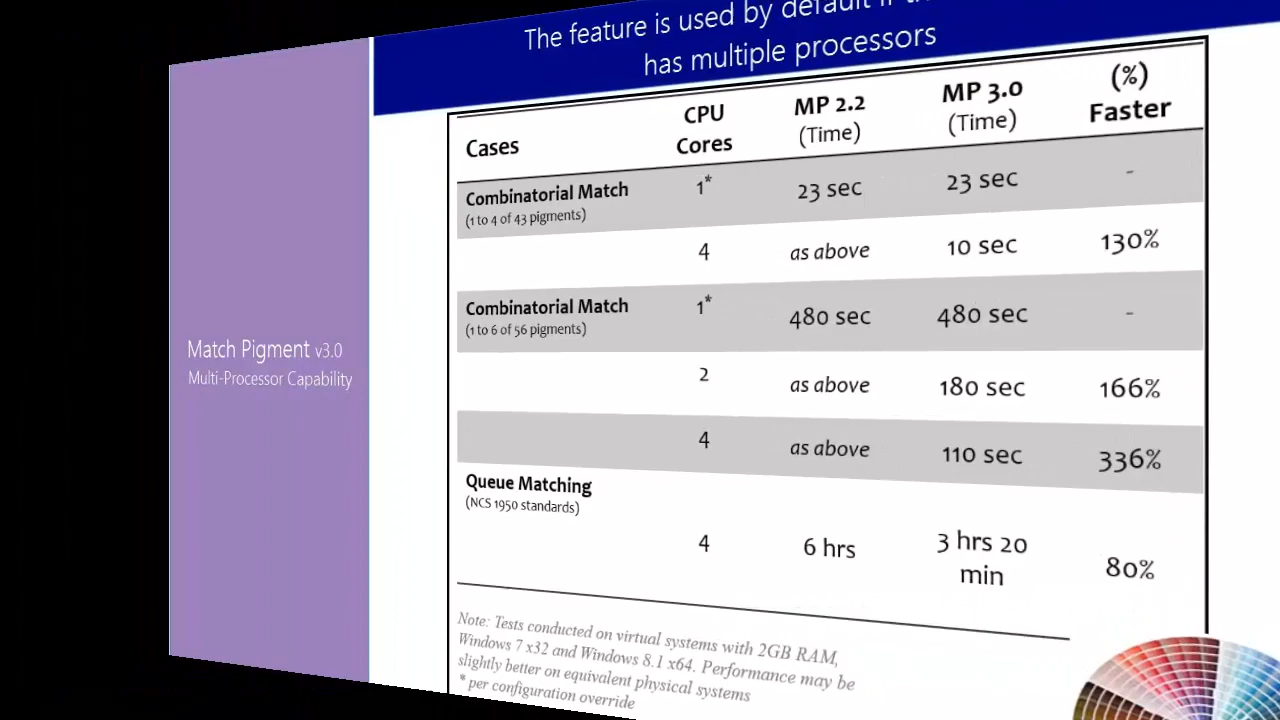 The feature is used by default if
has multiple processors
Match Pigment v3.0
Multi-Processor Capability
Cases CPU Cores MP 2.2 (Time) MP 3.0 (Time) (%) Faster
Combinatorial Match 1* 23 sec 23 sec -
(1 to 4 of 43 pigments)
4 as above 10 sec 130%
Combinatorial Match 1* 480 sec 480 sec -
(1 to 6 of 56 pigments)
2 as above 180 sec 166%
4 as above 110 sec 336%
Queue Matching
(NCS 1950 standards)
4 6 hrs 3 hrs 20 min 80%
Note: Tests conducted on virtual systems with 2GB RAM,
Windows 7 x32 and Windows 8.1 x64. Performance may be
slightly better on equivalent physical systems
* per configuration override